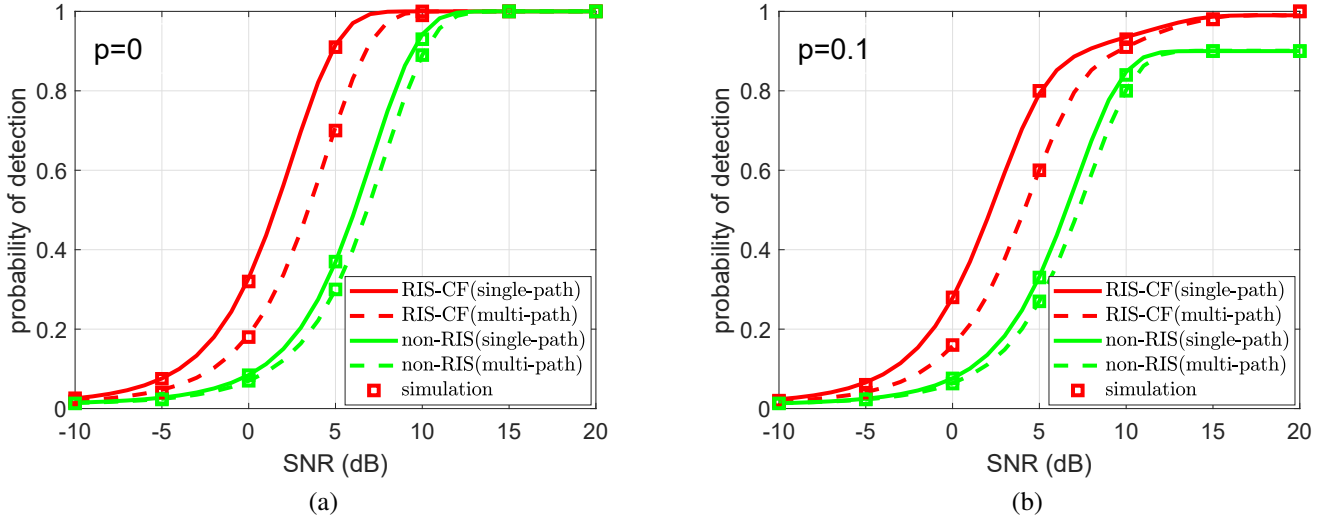 p=0
probability of detection
1
0.8
0.6
0.4
0.2
0
-10 -5 0 5 10 15 20
SNR (dB)
RIS-CF(single-path)
RIS-CF(multi-path)
non-RIS(single-path)
non-RIS(multi-path)
simulation
(a)
p=0.1
probability of detection
1
0.8
0.6
0.4
0.2
0
-10 -5 0 5 10 15 20
SNR (dB)
RIS-CF(single-path)
RIS-CF(multi-path)
non-RIS(single-path)
non-RIS(multi-path)
simulation
(b)